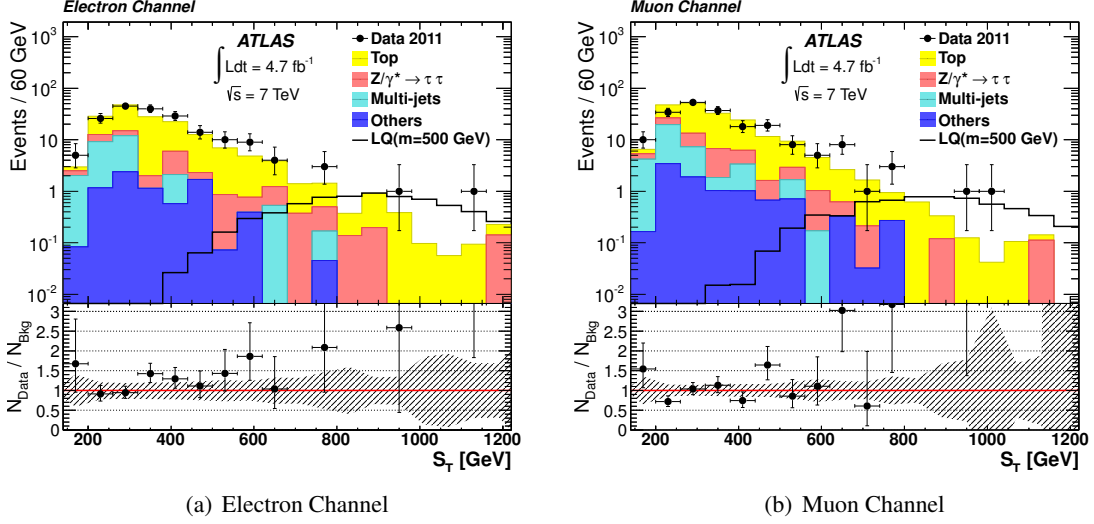 Electron Channel
Events / 60 GeV
10³
10²
10
1
10⁻¹
10⁻²
ATLAS
∫ Ldt = 4.7 fb⁻¹
√s = 7 TeV
Data 2011
Top
Z/γ* → τ τ
Multi-jets
Others
LQ(m=500 GeV)
N_Data / N_Bkg
3
2.5
2
1.5
1
0.5
0
200 400 600 800 1000 1200
S_T [GeV]
(a) Electron Channel
Muon Channel
Events / 60 GeV
10³
10²
10
1
10⁻¹
10⁻²
ATLAS
∫ Ldt = 4.7 fb⁻¹
√s = 7 TeV
Data 2011
Top
Z/γ* → τ τ
Multi-jets
Others
LQ(m=500 GeV)
N_Data / N_Bkg
3
2.5
2
1.5
1
0.5
0
200 400 600 800 1000 1200
S_T [GeV]
(b) Muon Channel